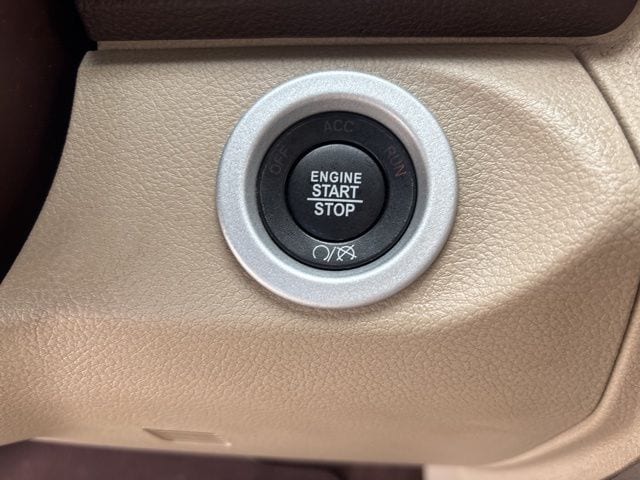 OFF ACC RUN
ENGINE
START
STOP